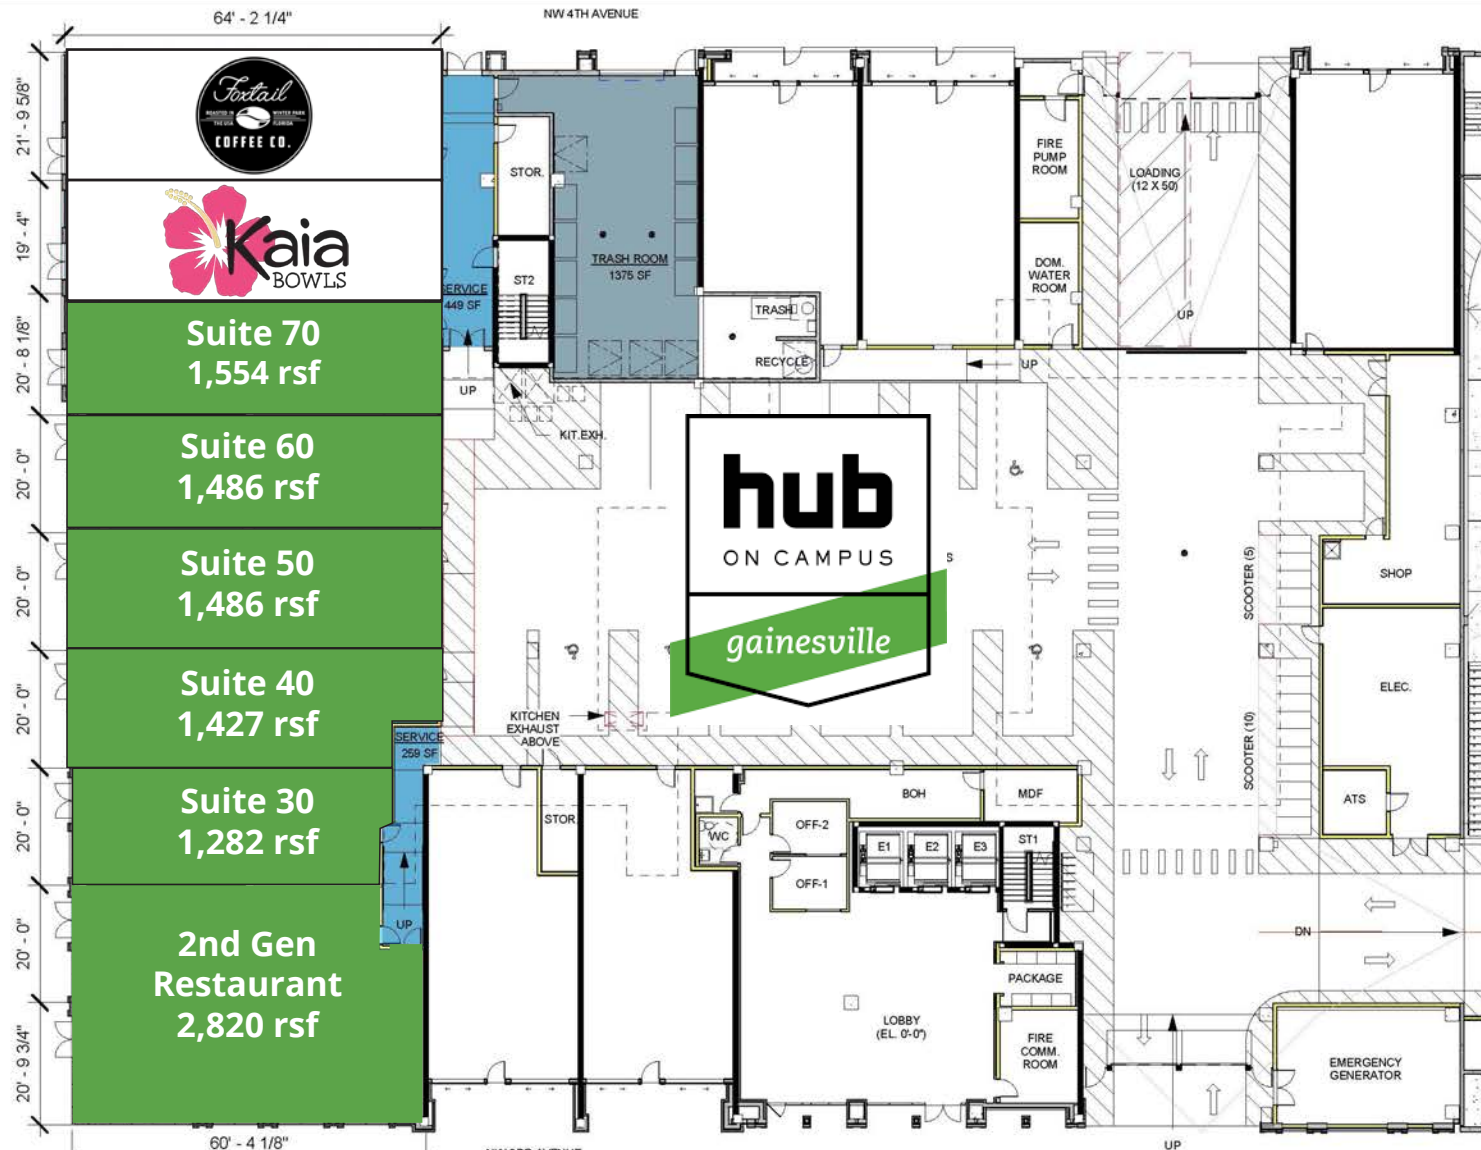 64' - 2 1/4"
NW 4TH AVENUE
21' - 9 5/8"
19' - 4"
20' - 8 1/8"
20' - 0"
20' - 0"
20' - 0"
20' - 0"
20' - 0"
20' - 9 3/4"
60' - 4 1/8"
Foxtail
ROASTED IN
THE USA
WINTER PARK
FLORIDA
COFFEE CO.
Kaia
BOWLS
Suite 70
1,554 rsf
Suite 60
1,486 rsf
Suite 50
1,486 rsf
Suite 40
1,427 rsf
Suite 30
1,282 rsf
2nd Gen
Restaurant
2,820 rsf
STOR.
ST2
SERVICE
449 SF
UP
TRASH ROOM
1375 SF
TRASH
RECYCLE
KIT.EXH.
FIRE
PUMP
ROOM
DOM.
WATER
ROOM
UP
LOADING
(12 X 50)
UP
hub
ON CAMPUS
gainesville
S
SCOOTER (5)
SCOOTER (10)
SHOP
ELEC.
ATS
KITCHEN
EXHAUST
ABOVE
SERVICE
259 SF
UP
STOR.
WC
BOH
MDF
OFF-2
OFF-1
E1
E2
E3
ST1
PACKAGE
LOBBY
(EL. 0'-0")
FIRE
COMM.
ROOM
DN
EMERGENCY
GENERATOR
UP